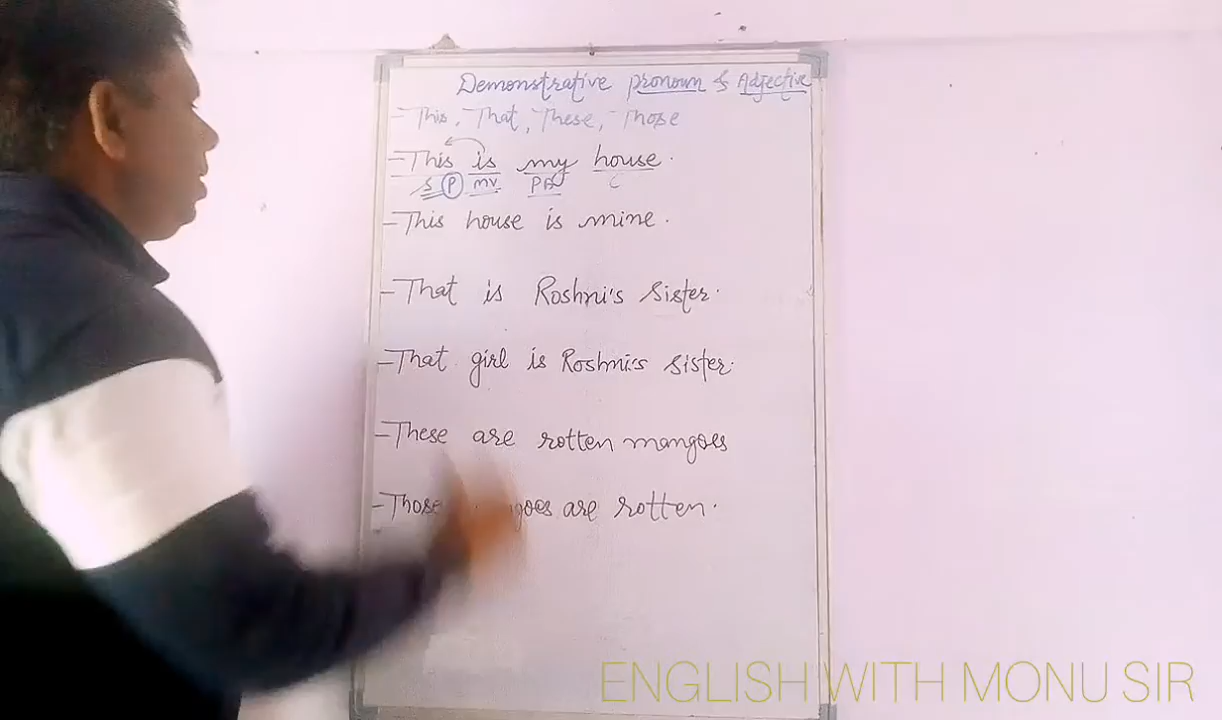 Demonstrative pronoun & Adjective
- This, That, These, Those
- This is my house.
S P MV PA C
- This house is mine.
- That is Roshni's Sister.
- That girl is Roshni's sister.
- These are rotten mangoes
- Those are rotten.
ENGLISH WITH MONU SIR